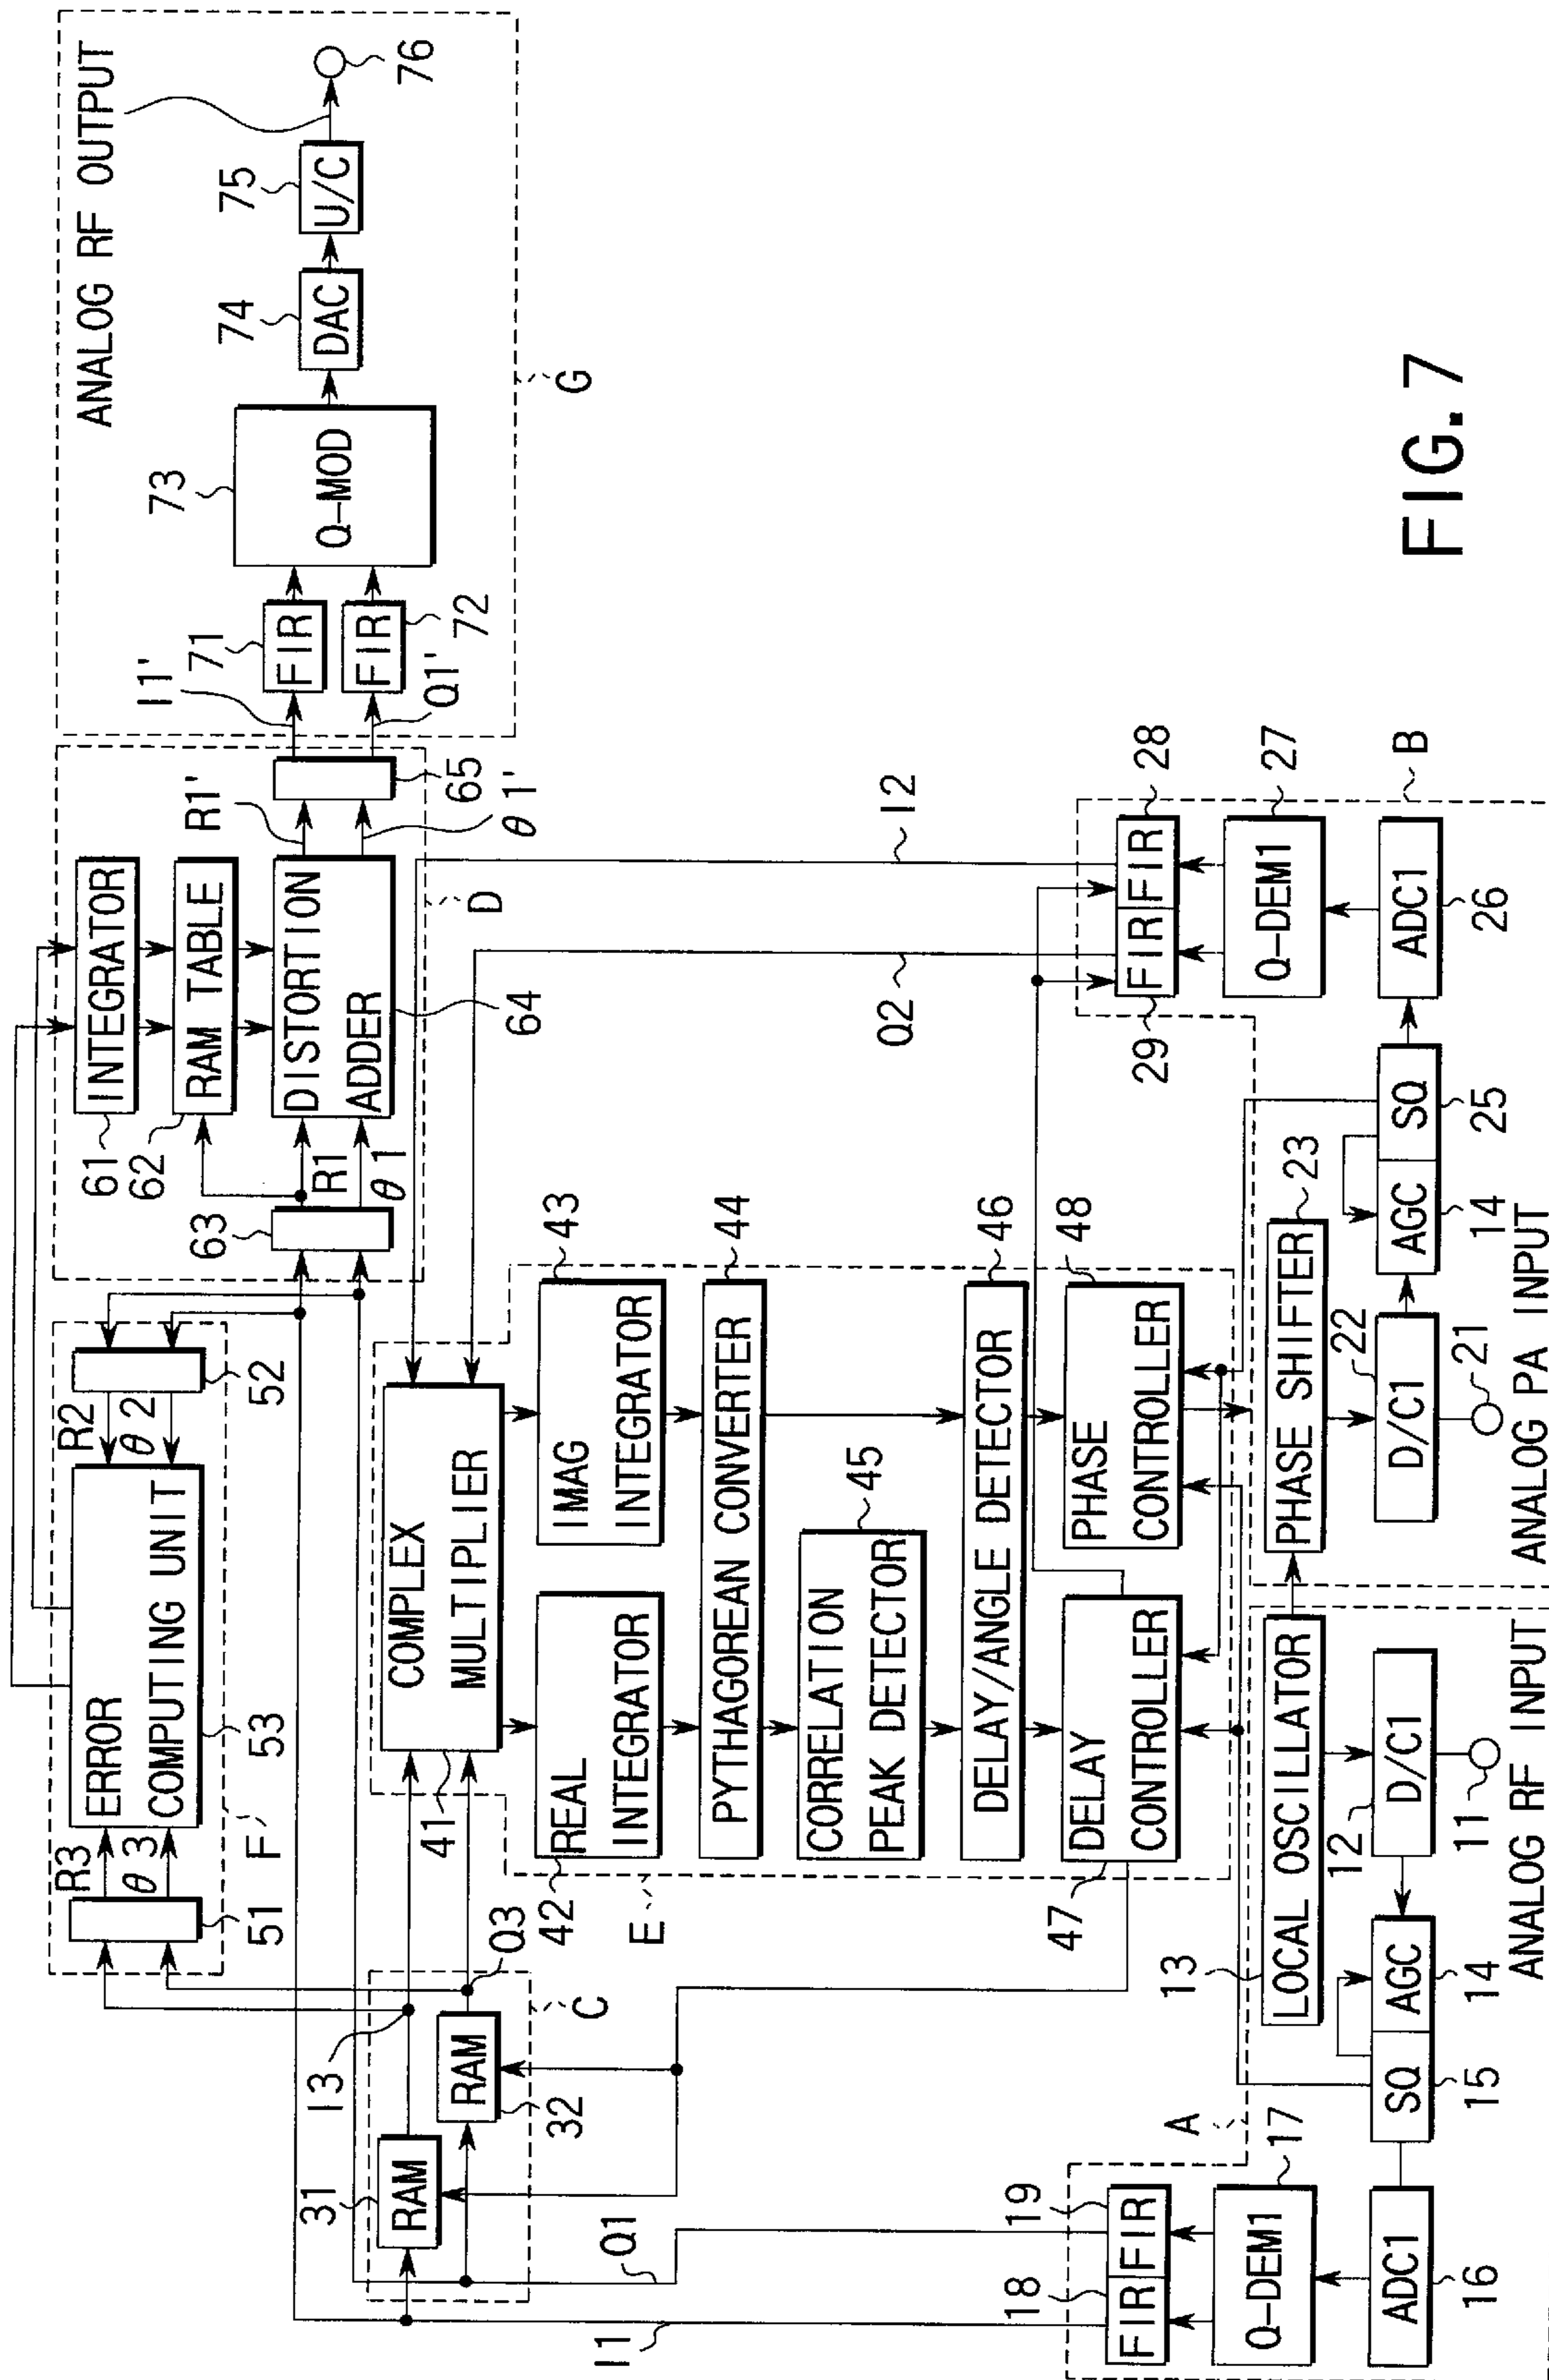 ANALOG RF OUTPUT
76
75
U/C
74
DAC
73
Q-MOD
71
FIR
FIR
72
I1'
Q1'
G
R1'
65
θ1'
INTEGRATOR
61
RAM TABLE
62
DISTORTION
ADDER
64
63
R1
θ1
D
R2
θ2
52
ERROR
COMPUTING UNIT
53
R3
θ3
51
F
I3
Q3
31
RAM
RAM
32
C
COMPLEX
MULTIPLIER
41
REAL
INTEGRATOR
42
IMAG
INTEGRATOR
43
PYTHAGOREAN CONVERTER
44
CORRELATION
PEAK DETECTOR
45
DELAY/ANGLE DETECTOR
46
DELAY
CONTROLLER
47
PHASE
CONTROLLER
48
E
I1
Q1
I2
Q2
18
19
FIR
FIR
Q-DEM1
17
ADC1
16
SQ
15
AGC
14
A
13
LOCAL OSCILLATOR
12
D/C1
11
ANALOG RF INPUT
PHASE SHIFTER
23
D/C1
22
21
ANALOG PA INPUT
AGC
14
SQ
25
ADC1
26
Q-DEM1
27
FIR
FIR
28
29
B
FIG. 7